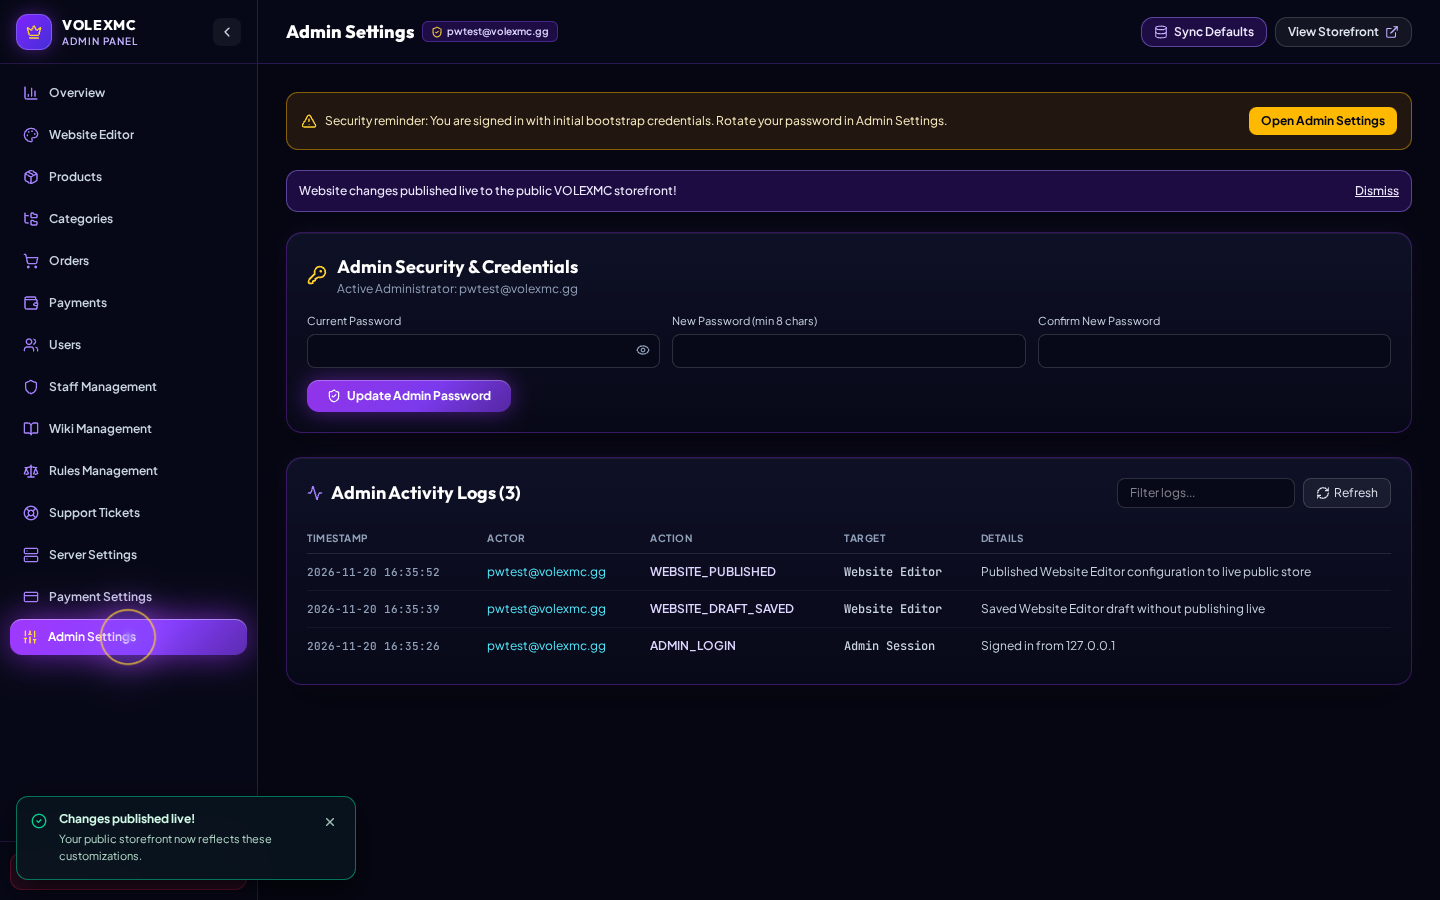 VOLEXMC
ADMIN PANEL
Overview
Website Editor
Products
Categories
Orders
Payments
Users
Staff Management
Wiki Management
Rules Management
Support Tickets
Server Settings
Payment Settings
Admin Settings
Admin Settings
pwtest@volexmc.gg
Sync Defaults
View Storefront
Security reminder: You are signed in with initial bootstrap credentials. Rotate your password in Admin Settings.
Open Admin Settings
Website changes published live to the public VOLEXMC storefront!
Dismiss
Admin Security & Credentials
Active Administrator: pwtest@volexmc.gg
Current Password
New Password (min 8 chars)
Confirm New Password
Update Admin Password
Admin Activity Logs (3)
Filter logs...
Refresh
TIMESTAMP ACTOR ACTION TARGET DETAILS
2026-11-20 16:35:52 pwtest@volexmc.gg WEBSITE_PUBLISHED Website Editor Published Website Editor configuration to live public store
2026-11-20 16:35:39 pwtest@volexmc.gg WEBSITE_DRAFT_SAVED Website Editor Saved Website Editor draft without publishing live
2026-11-20 16:35:26 pwtest@volexmc.gg ADMIN_LOGIN Admin Session Signed in from 127.0.0.1
Changes published live!
Your public storefront now reflects these
customizations.